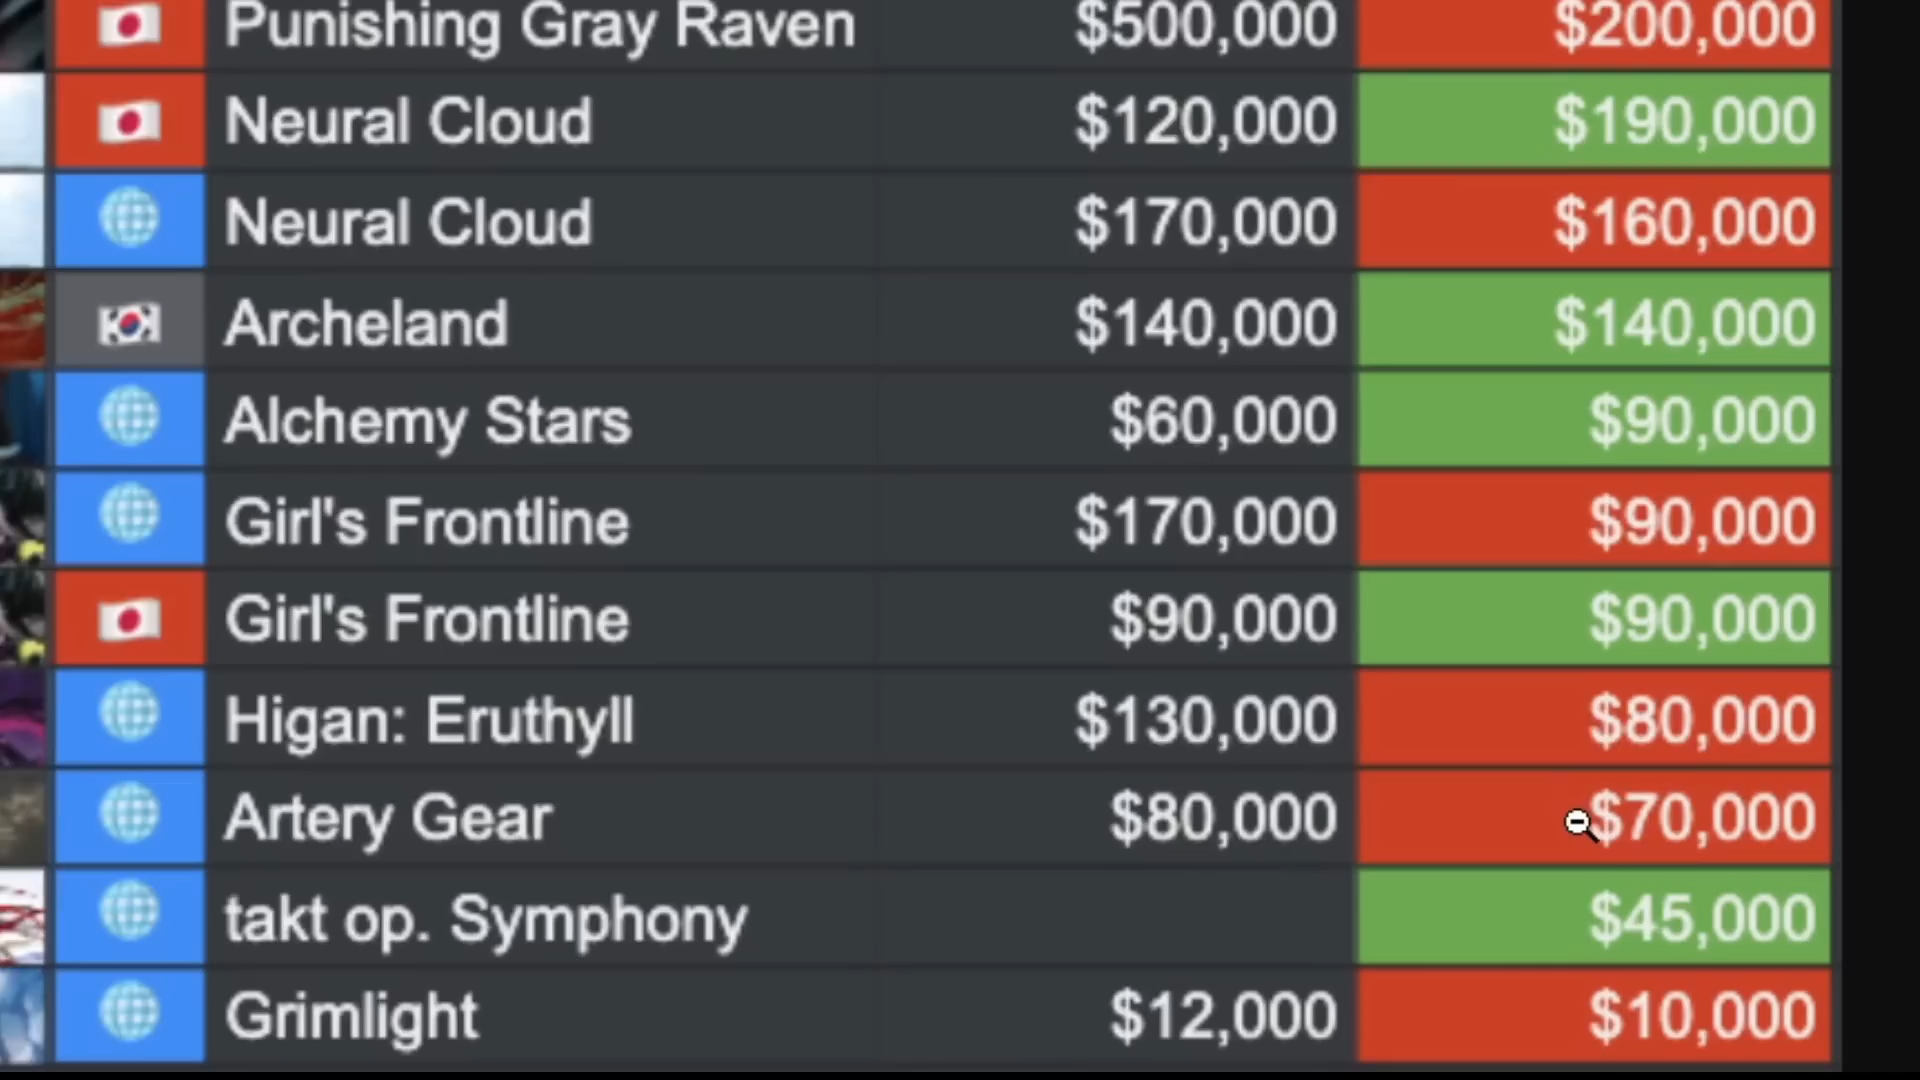 Punishing Gray Raven $500,000 $200,000
Neural Cloud $120,000 $190,000
Neural Cloud $170,000 $160,000
Archeland $140,000 $140,000
Alchemy Stars $60,000 $90,000
Girl's Frontline $170,000 $90,000
Girl's Frontline $90,000 $90,000
Higan: Eruthyll $130,000 $80,000
Artery Gear $80,000 $70,000
takt op. Symphony $45,000
Grimlight $12,000 $10,000